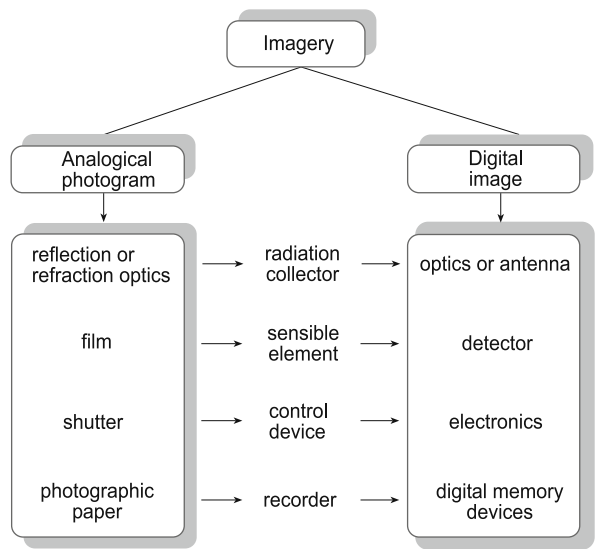 Imagery
Analogical
photogram
Digital
image
reflection or
refraction optics
radiation
collector
optics or antenna
film
sensible
element
detector
shutter
control
device
electronics
photographic
paper
recorder
digital memory
devices